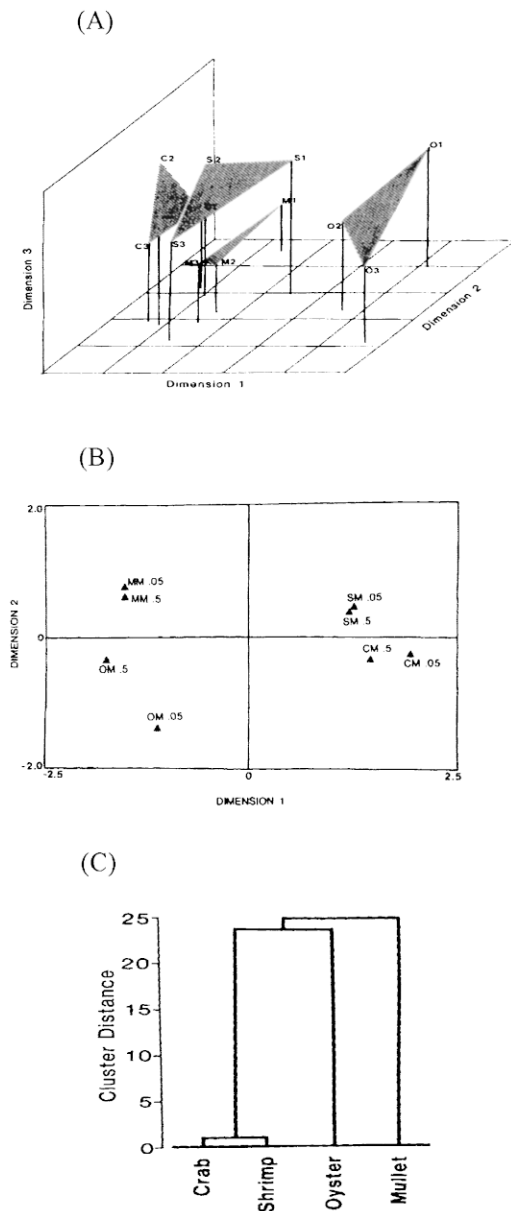 (A)
C2
S2
S1
O1
M1
O2
C3
S3
M2
O3
Dimension 3
Dimension 2
Dimension 1
(B)
2.0
MM .05
MM .5
SM .05
SM .5
DIMENSION 2
0
OM .5
CM .5
CM .05
OM .05
-2.0
-2.5
0
2.5
DIMENSION 1
(C)
25
20
15
10
5
0
Cluster Distance
Crab
Shrimp
Oyster
Mullet